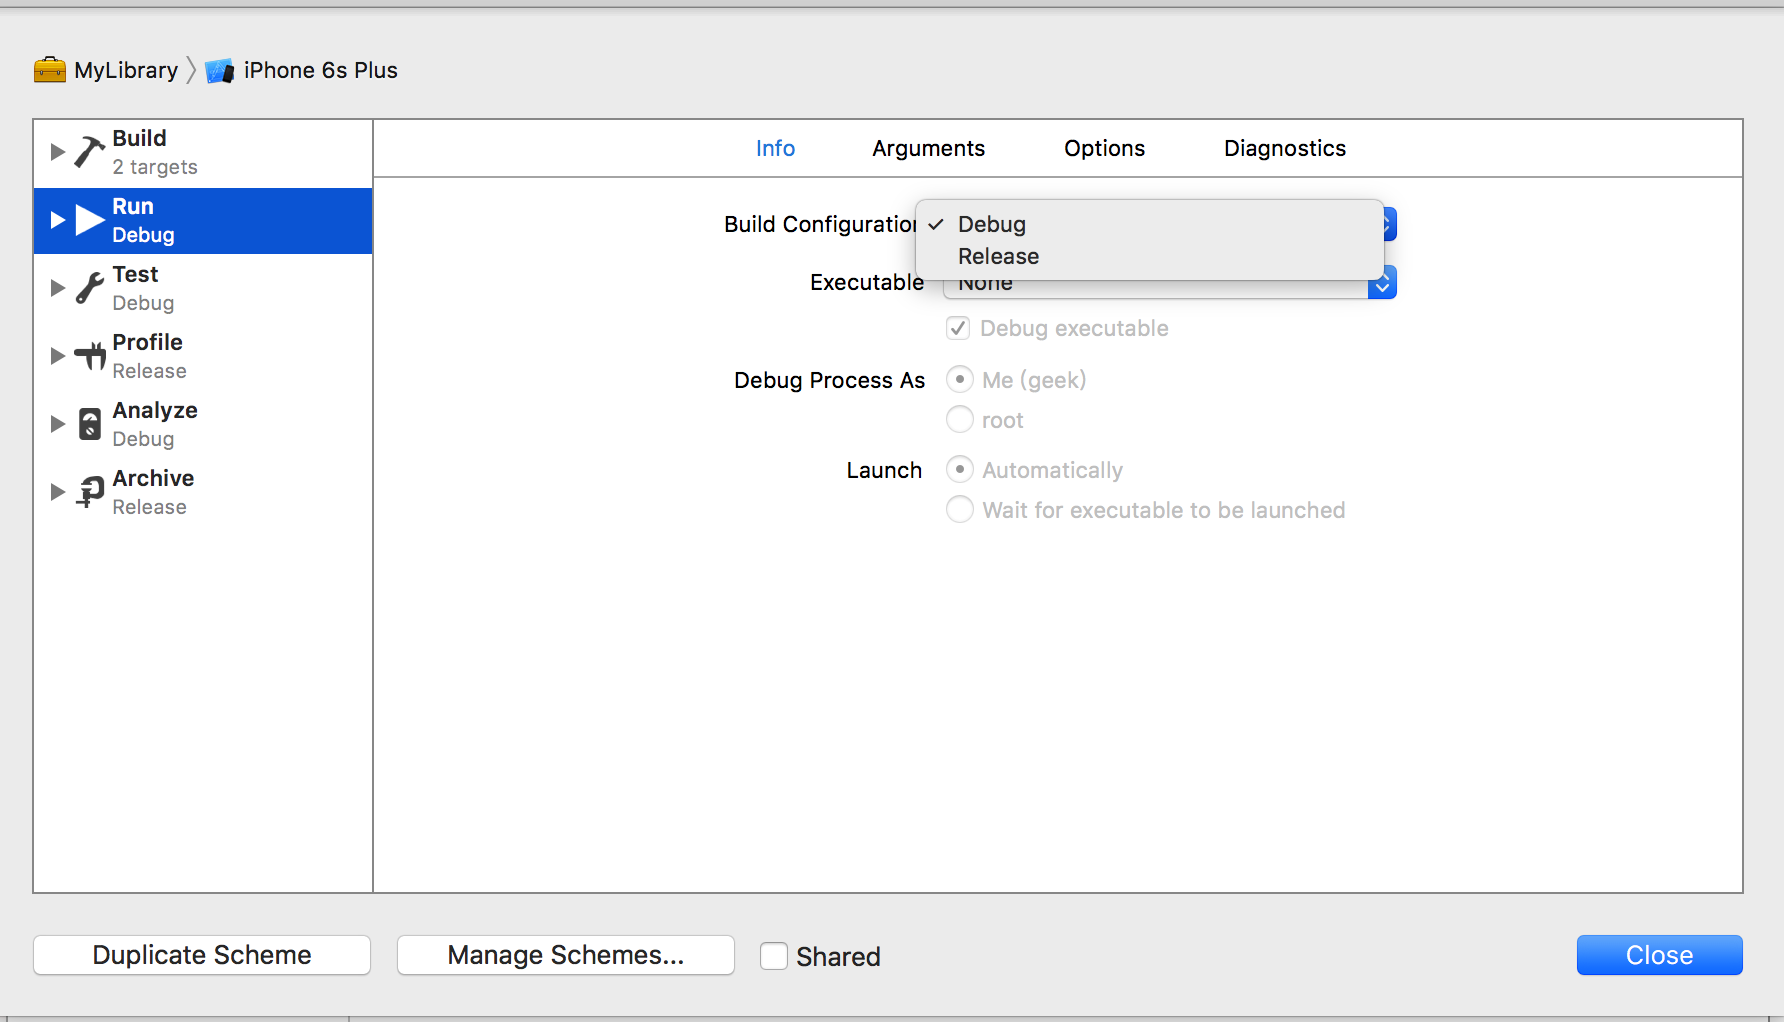 MyLibrary
iPhone 6s Plus
Build
2 targets
Run
Debug
Test
Debug
Profile
Release
Analyze
Debug
Archive
Release
Info Arguments Options Diagnostics
Build Configuration
Debug
Release
Executable None
Debug executable
Debug Process As Me (geek)
root
Launch Automatically
Wait for executable to be launched
Duplicate Scheme Manage Schemes... Shared Close